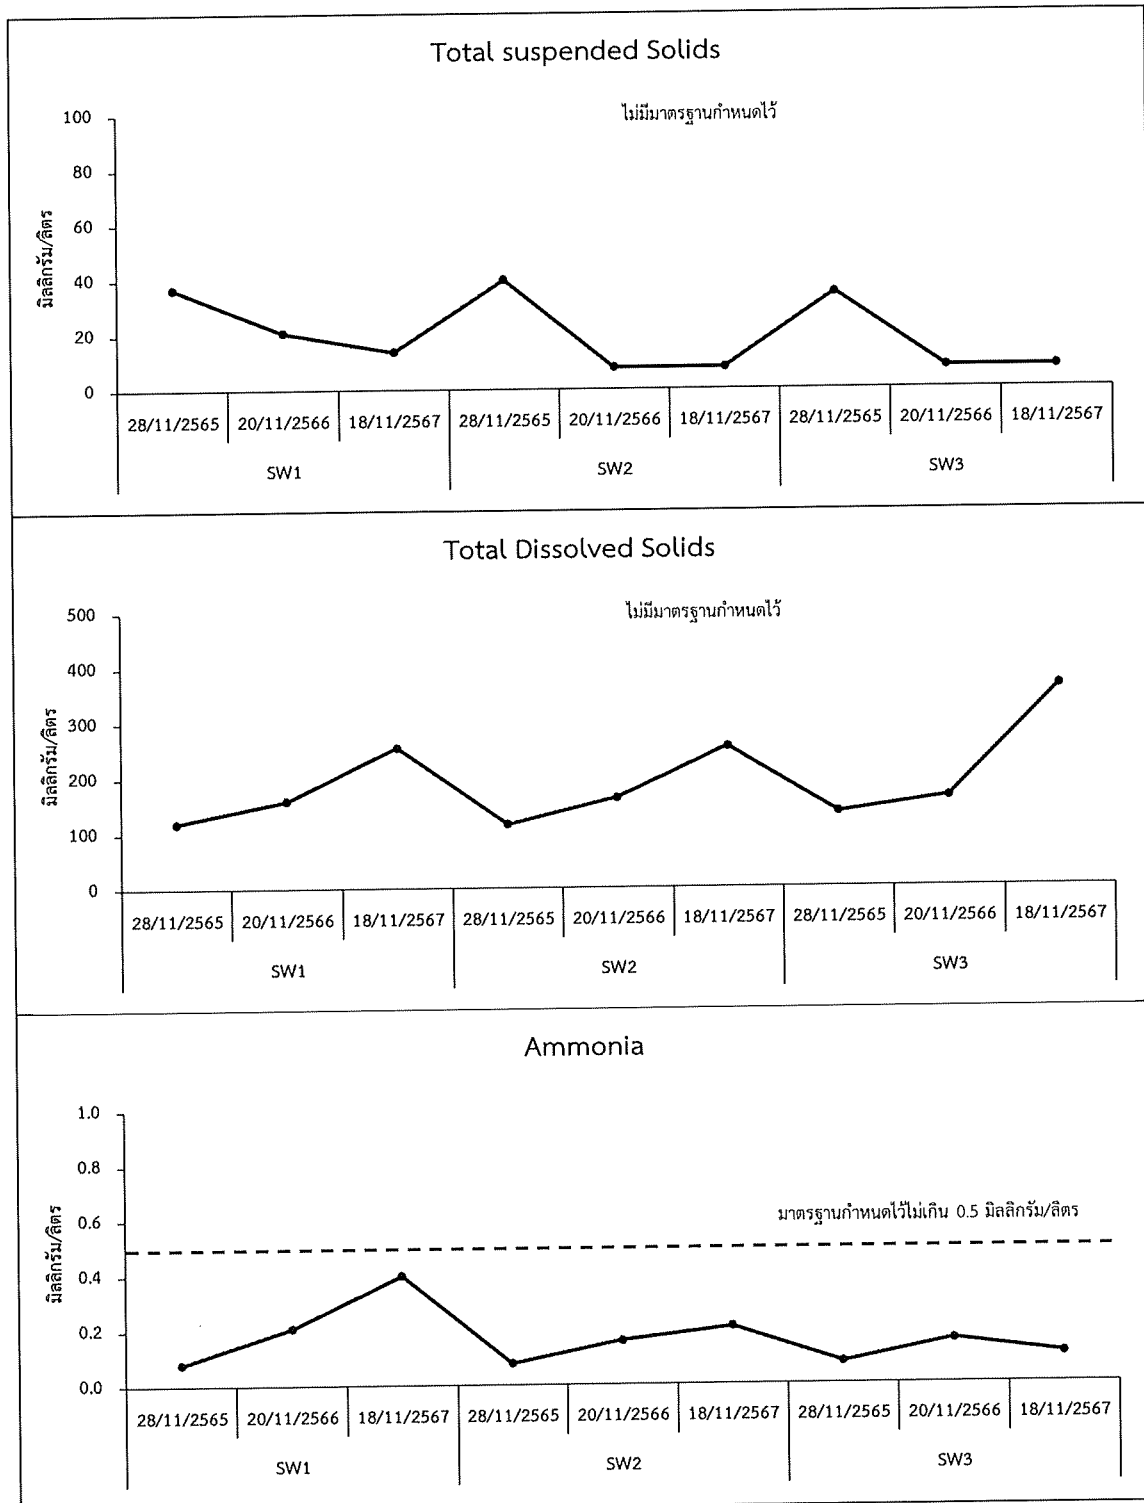 Total suspended Solids
ไม่มีมาตรฐานกำหนดไว้
100
80
60
40
20
0
มิลลิกรัม/ลิตร
28/11/2565 20/11/2566 18/11/2567 28/11/2565 20/11/2566 18/11/2567 28/11/2565 20/11/2566 18/11/2567
SW1 SW2 SW3
Total Dissolved Solids
ไม่มีมาตรฐานกำหนดไว้
500
400
300
200
100
0
มิลลิกรัม/ลิตร
28/11/2565 20/11/2566 18/11/2567 28/11/2565 20/11/2566 18/11/2567 28/11/2565 20/11/2566 18/11/2567
SW1 SW2 SW3
Ammonia
1.0
0.8
0.6
0.4
0.2
0.0
มิลลิกรัม/ลิตร
มาตรฐานกำหนดไว้ไม่เกิน 0.5 มิลลิกรัม/ลิตร
28/11/2565 20/11/2566 18/11/2567 28/11/2565 20/11/2566 18/11/2567 28/11/2565 20/11/2566 18/11/2567
SW1 SW2 SW3